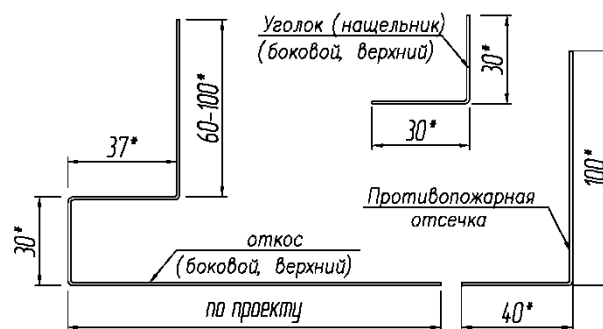 Уголок (нащельник)
(боковой, верхний)
30*
30*
60-100*
37*
100*
Противопожарная
отсечка
30*
откос
(боковой, верхний)
по проекту
40*